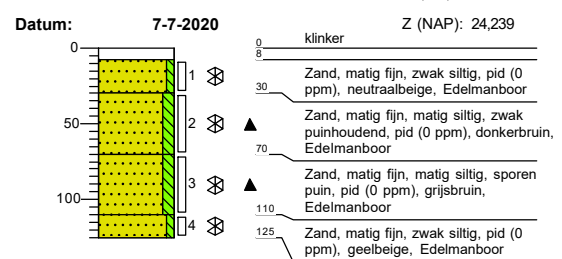 Datum: 7-7-2020 Z (NAP): 24,239
0 0 klinker
8
1 Zand, matig fijn, zwak siltig, pid (0
30 ppm), neutraalbeige, Edelmanboor
50 2 Zand, matig fijn, matig siltig, zwak
puinhoudend, pid (0 ppm), donkerbruin,
70 Edelmanboor
3 Zand, matig fijn, matig siltig, sporen
puin, pid (0 ppm), grijsbruin,
100 110 Edelmanboor
4 125 Zand, matig fijn, zwak siltig, pid (0
ppm), geelbeige, Edelmanboor